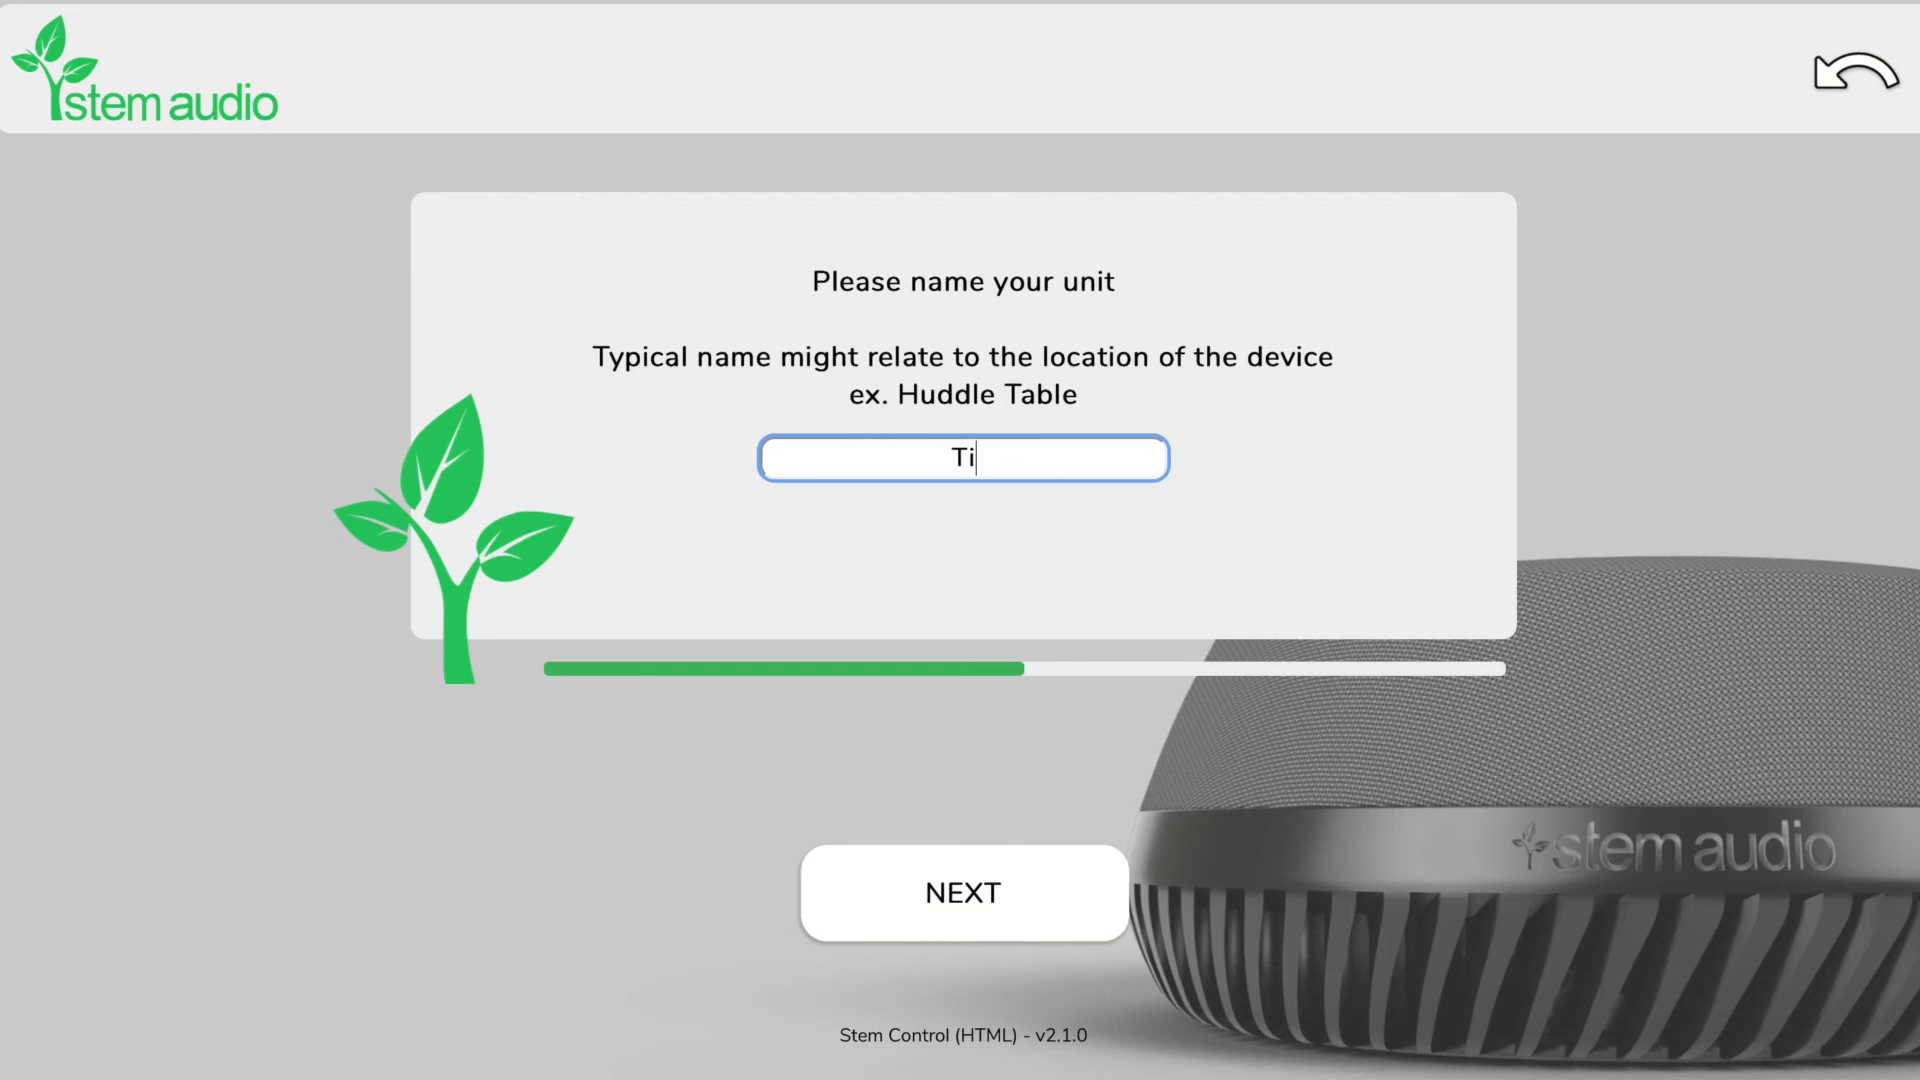 stem audio
Please name your unit
Typical name might relate to the location of the device
ex. Huddle Table
Ti
stem audio
NEXT
Stem Control (HTML) - v2.1.0